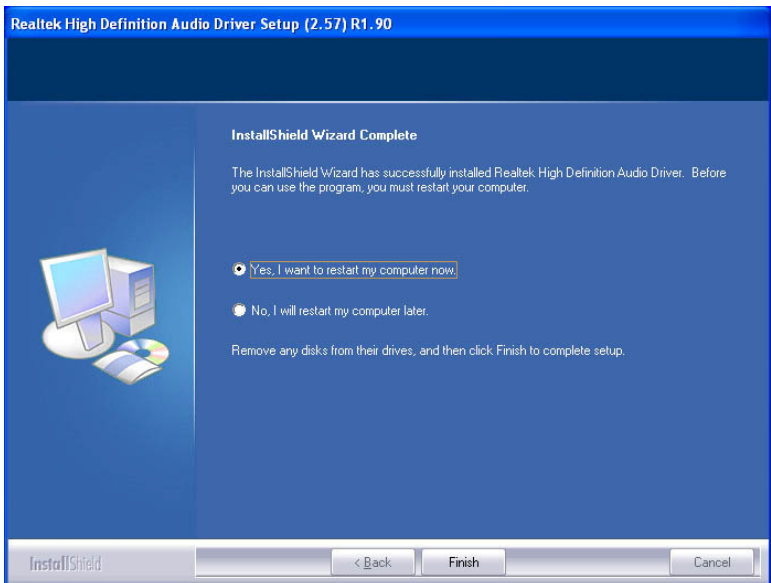 Realtek High Definition Audio Driver Setup (2.57) R1.90
InstallShield Wizard Complete
The InstallShield Wizard has successfully installed Realtek High Definition Audio Driver. Before
you can use the program, you must restart your computer.
Yes, I want to restart my computer now.
No, I will restart my computer later.
Remove any disks from their drives, and then click Finish to complete setup.
InstallShield
< Back
Finish
Cancel